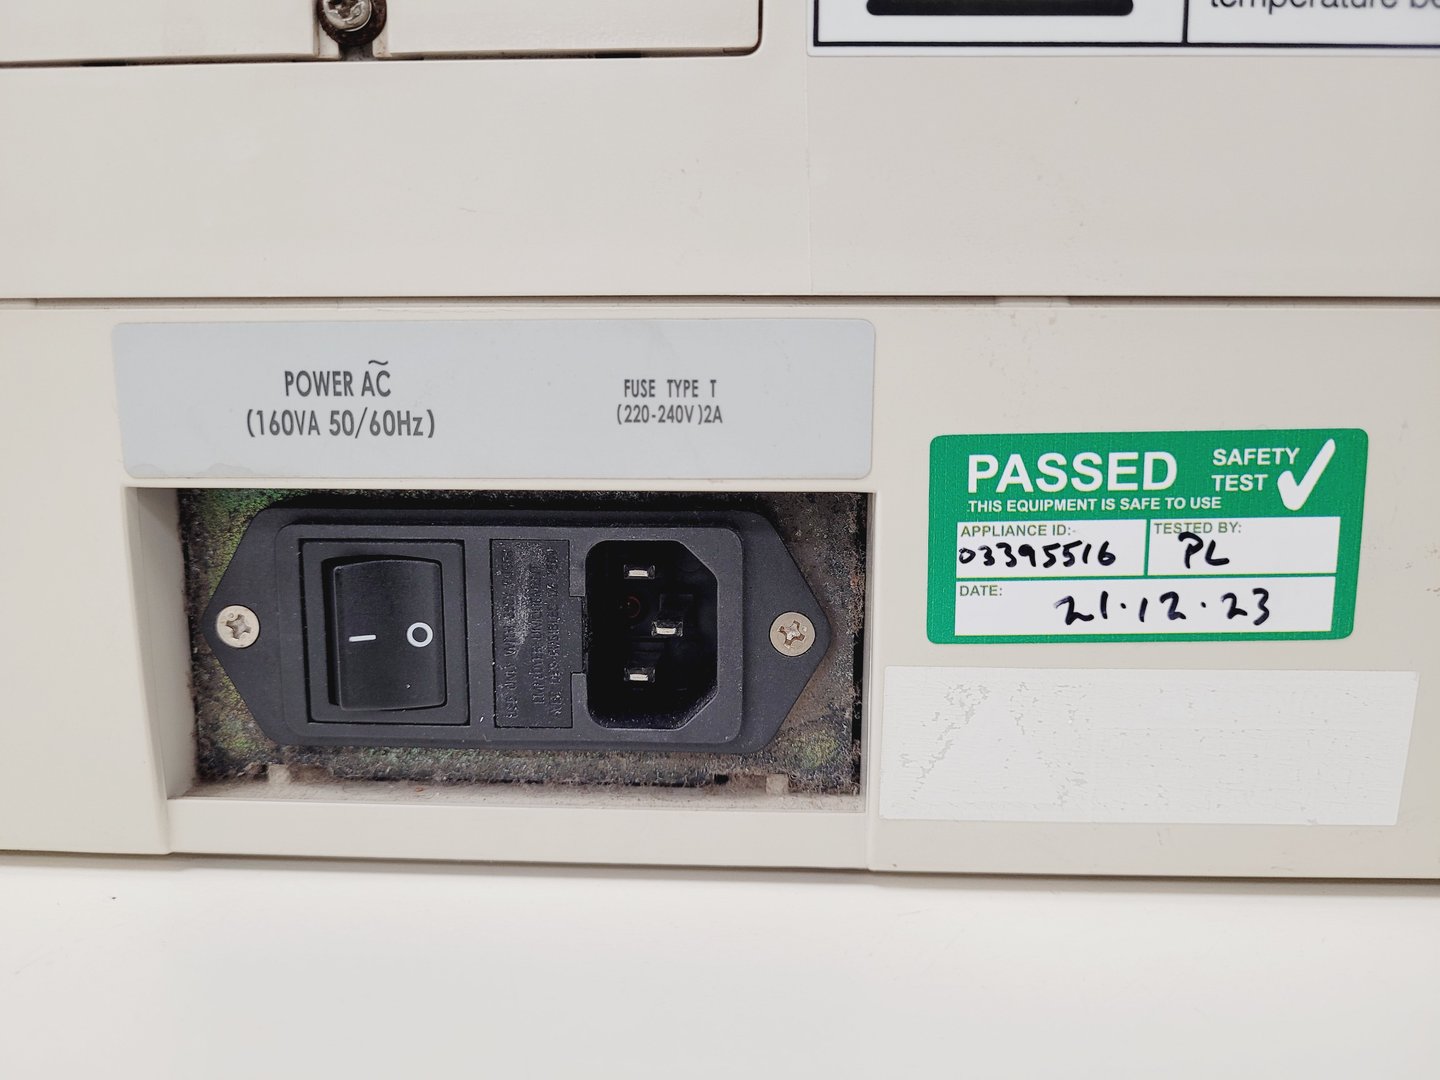 temperature
POWER AC
(160VA 50/60Hz)
FUSE TYPE T
(220-240V)2A
PASSED
SAFETY
TEST
THIS EQUIPMENT IS SAFE TO USE
APPLIANCE ID:-
03395516
TESTED BY:
PL
DATE:
21.12.23
I O